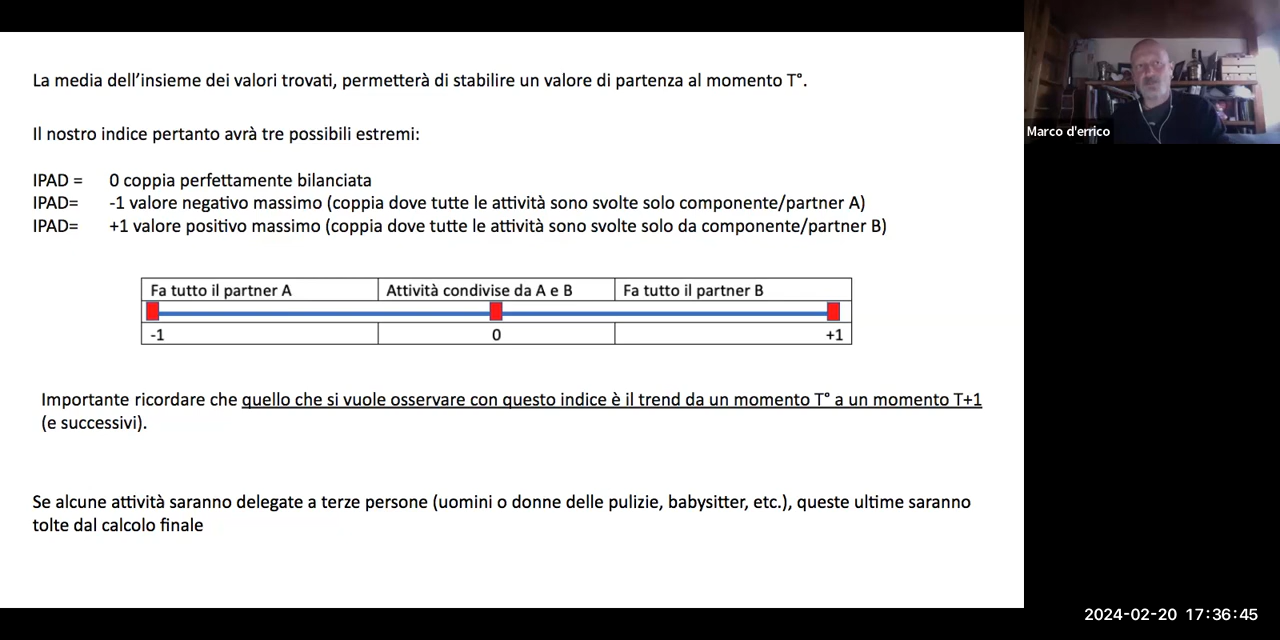 La media dell'insieme dei valori trovati, permetterà di stabilire un valore di partenza al momento T°.
Il nostro indice pertanto avrà tre possibili estremi:
IPAD = 0 coppia perfettamente bilanciata
IPAD= -1 valore negativo massimo (coppia dove tutte le attività sono svolte solo componente/partner A)
IPAD= +1 valore positivo massimo (coppia dove tutte le attività sono svolte solo da componente/partner B)
Fa tutto il partner A Attività condivise da A e B Fa tutto il partner B
-1 0 +1
Importante ricordare che quello che si vuole osservare con questo indice è il trend da un momento T° a un momento T+1
(e successivi).
Se alcune attività saranno delegate a terze persone (uomini o donne delle pulizie, babysitter, etc.), queste ultime saranno
tolte dal calcolo finale
Marco d'errico
2024-02-20 17:36:45